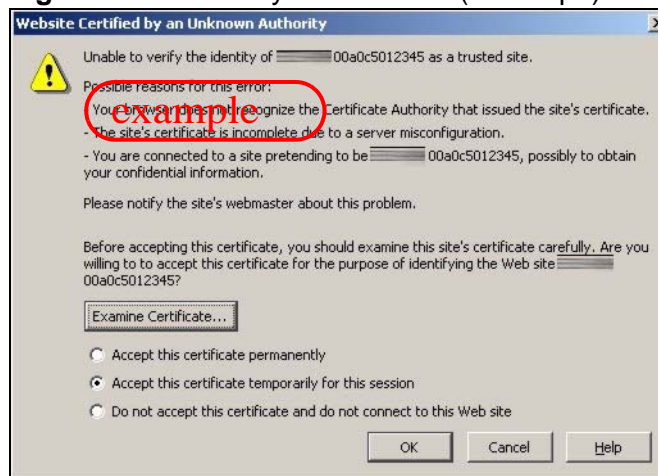 Website Certified by an Unknown Authority
Unable to verify the identity of 00a0c5012345 as a trusted site.
Possible reasons for this error:
- Your browser does not recognize the Certificate Authority that issued the site's certificate.
example
- The site's certificate is incomplete due to a server misconfiguration.
- You are connected to a site pretending to be 00a0c5012345, possibly to obtain
your confidential information.
Please notify the site's webmaster about this problem.
Before accepting this certificate, you should examine this site's certificate carefully. Are you
willing to to accept this certificate for the purpose of identifying the Web site
00a0c5012345?
Examine Certificate...
Accept this certificate permanently
Accept this certificate temporarily for this session
Do not accept this certificate and do not connect to this Web site
OK Cancel Help